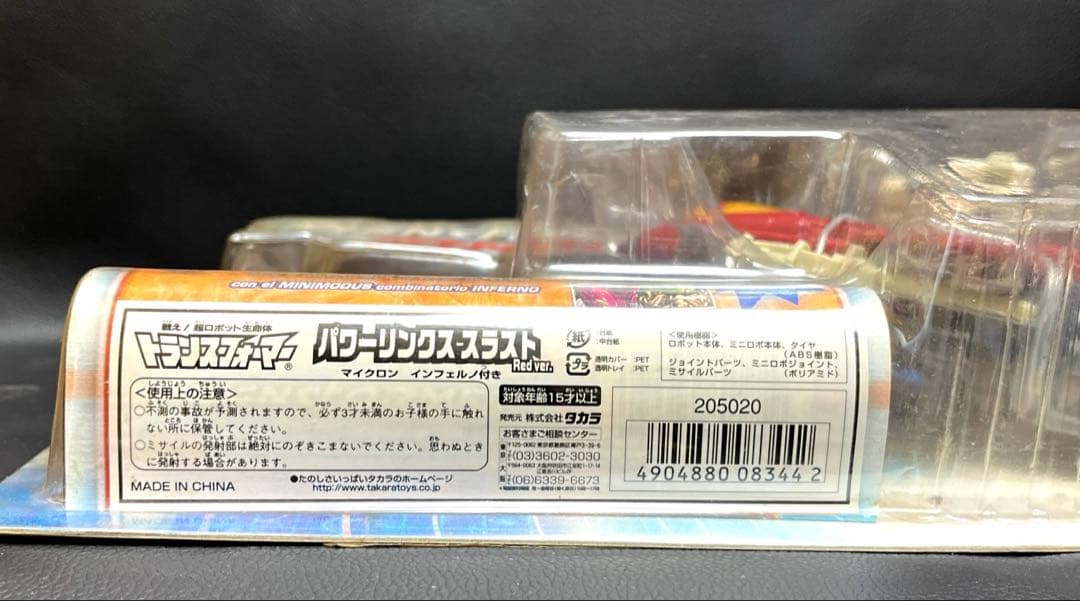 con el MINIMODUS combinatorio INFERNO
戦え！超ロボット生命体
トランスフォーマー®
パワーリンクス-スラスト
Red ver.
マイクロン インフェルノ付き
<使用上の注意>
○不測の事故が予測されますので、必ず3才未満のお子様の手に触れ
ない所に保管してください。
○ミサイルの発射部は絶対にのぞきこまないでください。思わぬとき
に発射する場合があります。
MADE IN CHINA
●たのしさいっぱいタカラのホームページ
http://www.takaratoys.co.jp
紙
:台紙
:中台紙
プラ
:透明カバー :PET
:透明トレイ :PET
対象年齢15才以上
発売元 株式会社タカラ
お客さまご相談センター
東京
(03)3602-3030
大阪
(06)6339-6673
<使用樹脂>
ロボット本体、ミニロボ本体、タイヤ
(ABS樹脂)
ジョイントパーツ、ミニロボジョイント、
ミサイルパーツ (ポリアミド)
205020
4904880083442